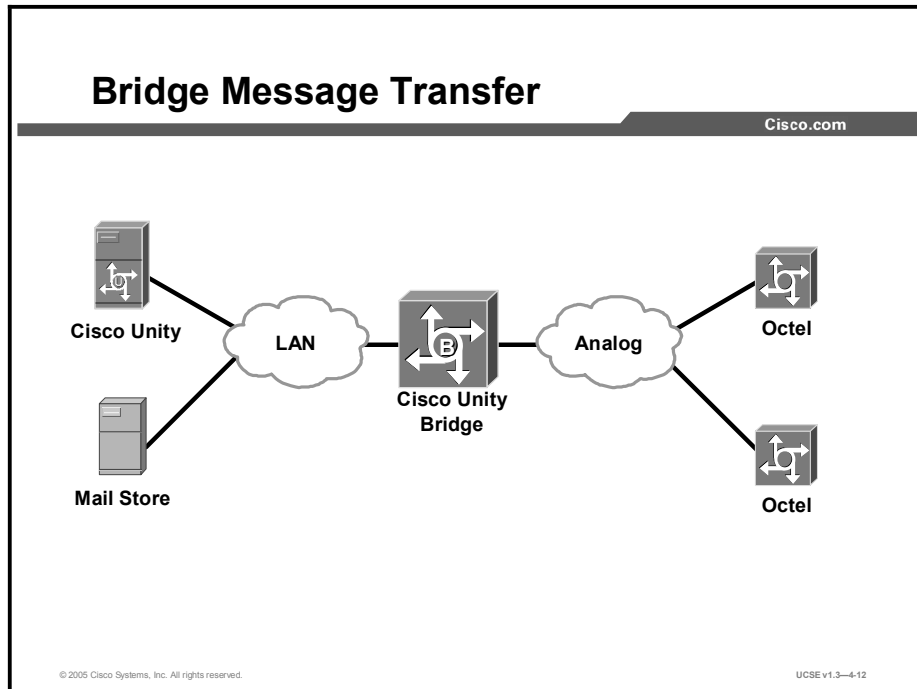 Bridge Message Transfer
Cisco.com
Cisco Unity
LAN
B
Cisco Unity
Bridge
Analog
Octel
Mail Store
Octel
U
© 2005 Cisco Systems, Inc. All rights reserved.
UCSE v1.3—4-12